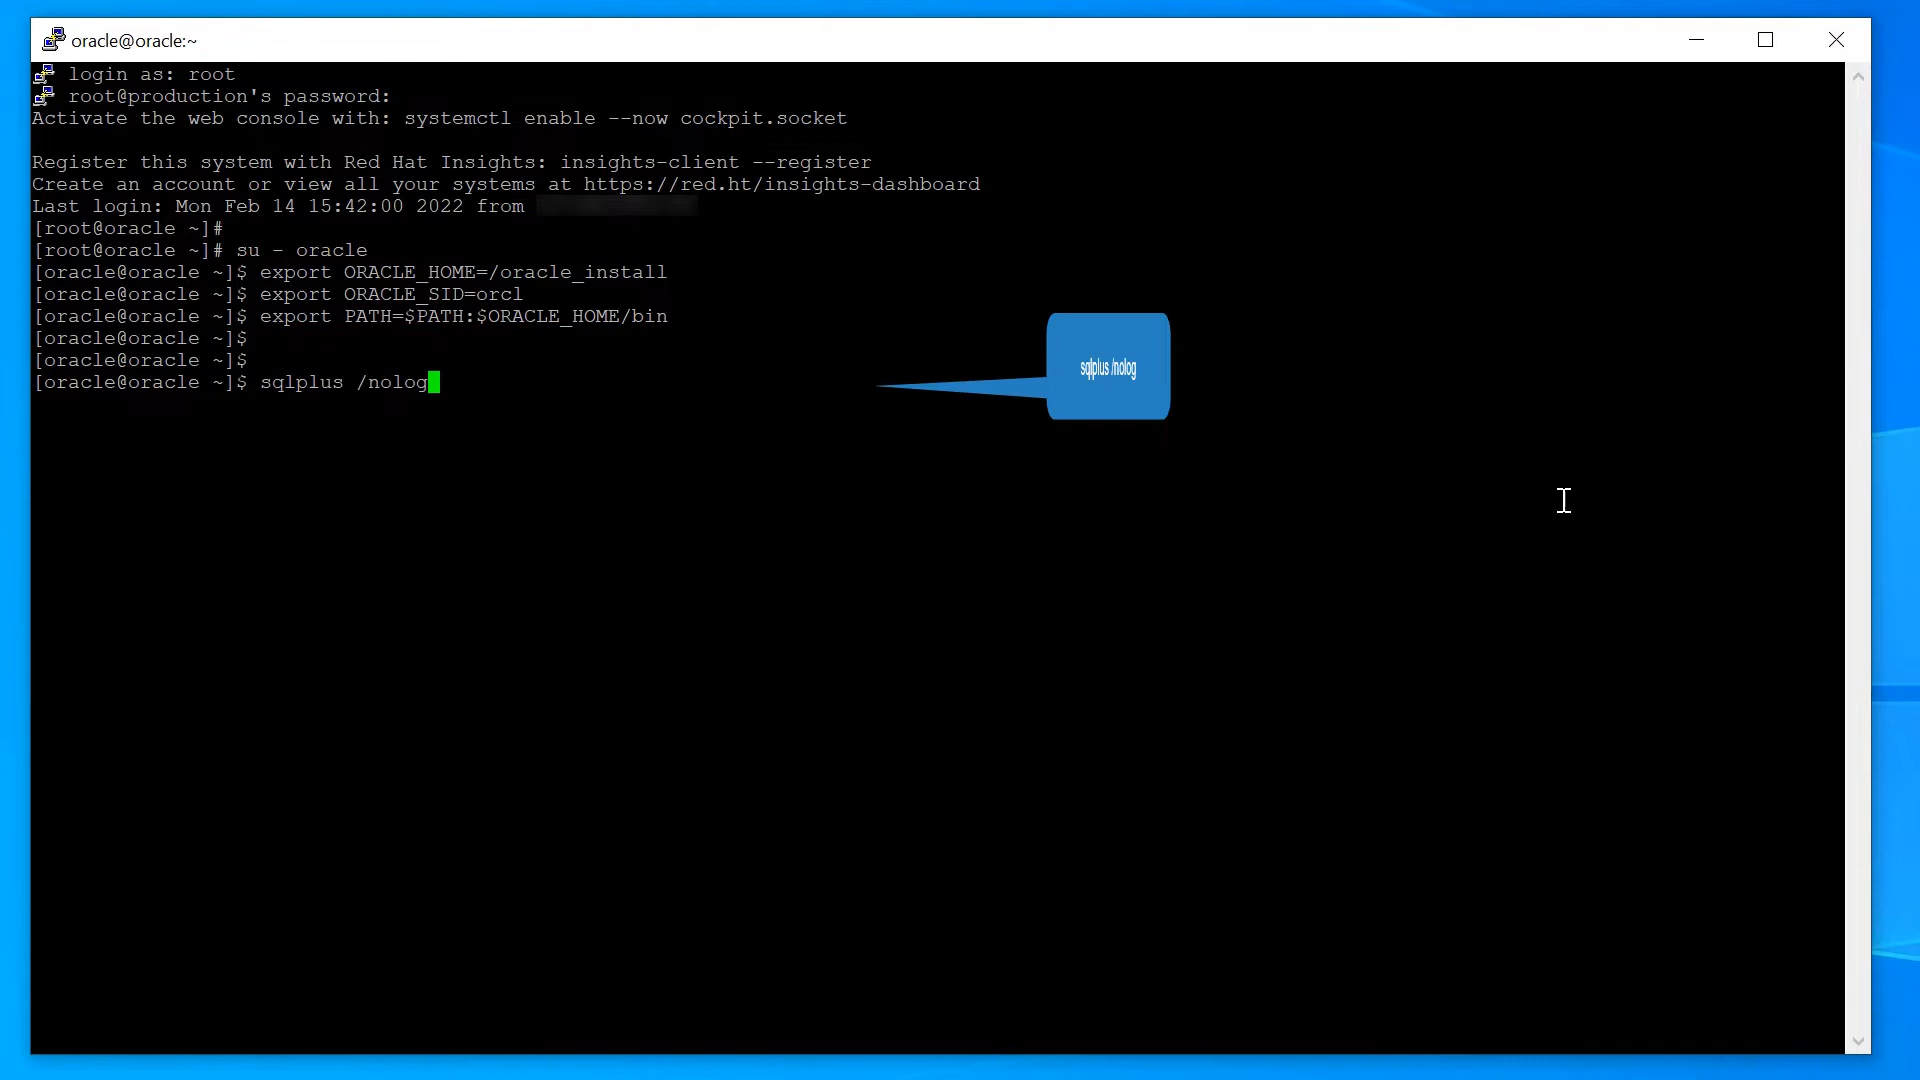 oracle@oracle:~
login as: root
root@production's password:
Activate the web console with: systemctl enable --now cockpit.socket
Register this system with Red Hat Insights: insights-client --register
Create an account or view all your systems at https://red.ht/insights-dashboard
Last login: Mon Feb 14 15:42:00 2022 from
[root@oracle ~]#
[root@oracle ~]# su - oracle
[oracle@oracle ~]$ export ORACLE_HOME=/oracle_install
[oracle@oracle ~]$ export ORACLE_SID=orcl
[oracle@oracle ~]$ export PATH=$PATH:$ORACLE_HOME/bin
[oracle@oracle ~]$
[oracle@oracle ~]$
[oracle@oracle ~]$ sqlplus /nolog
sqlplus /nolog